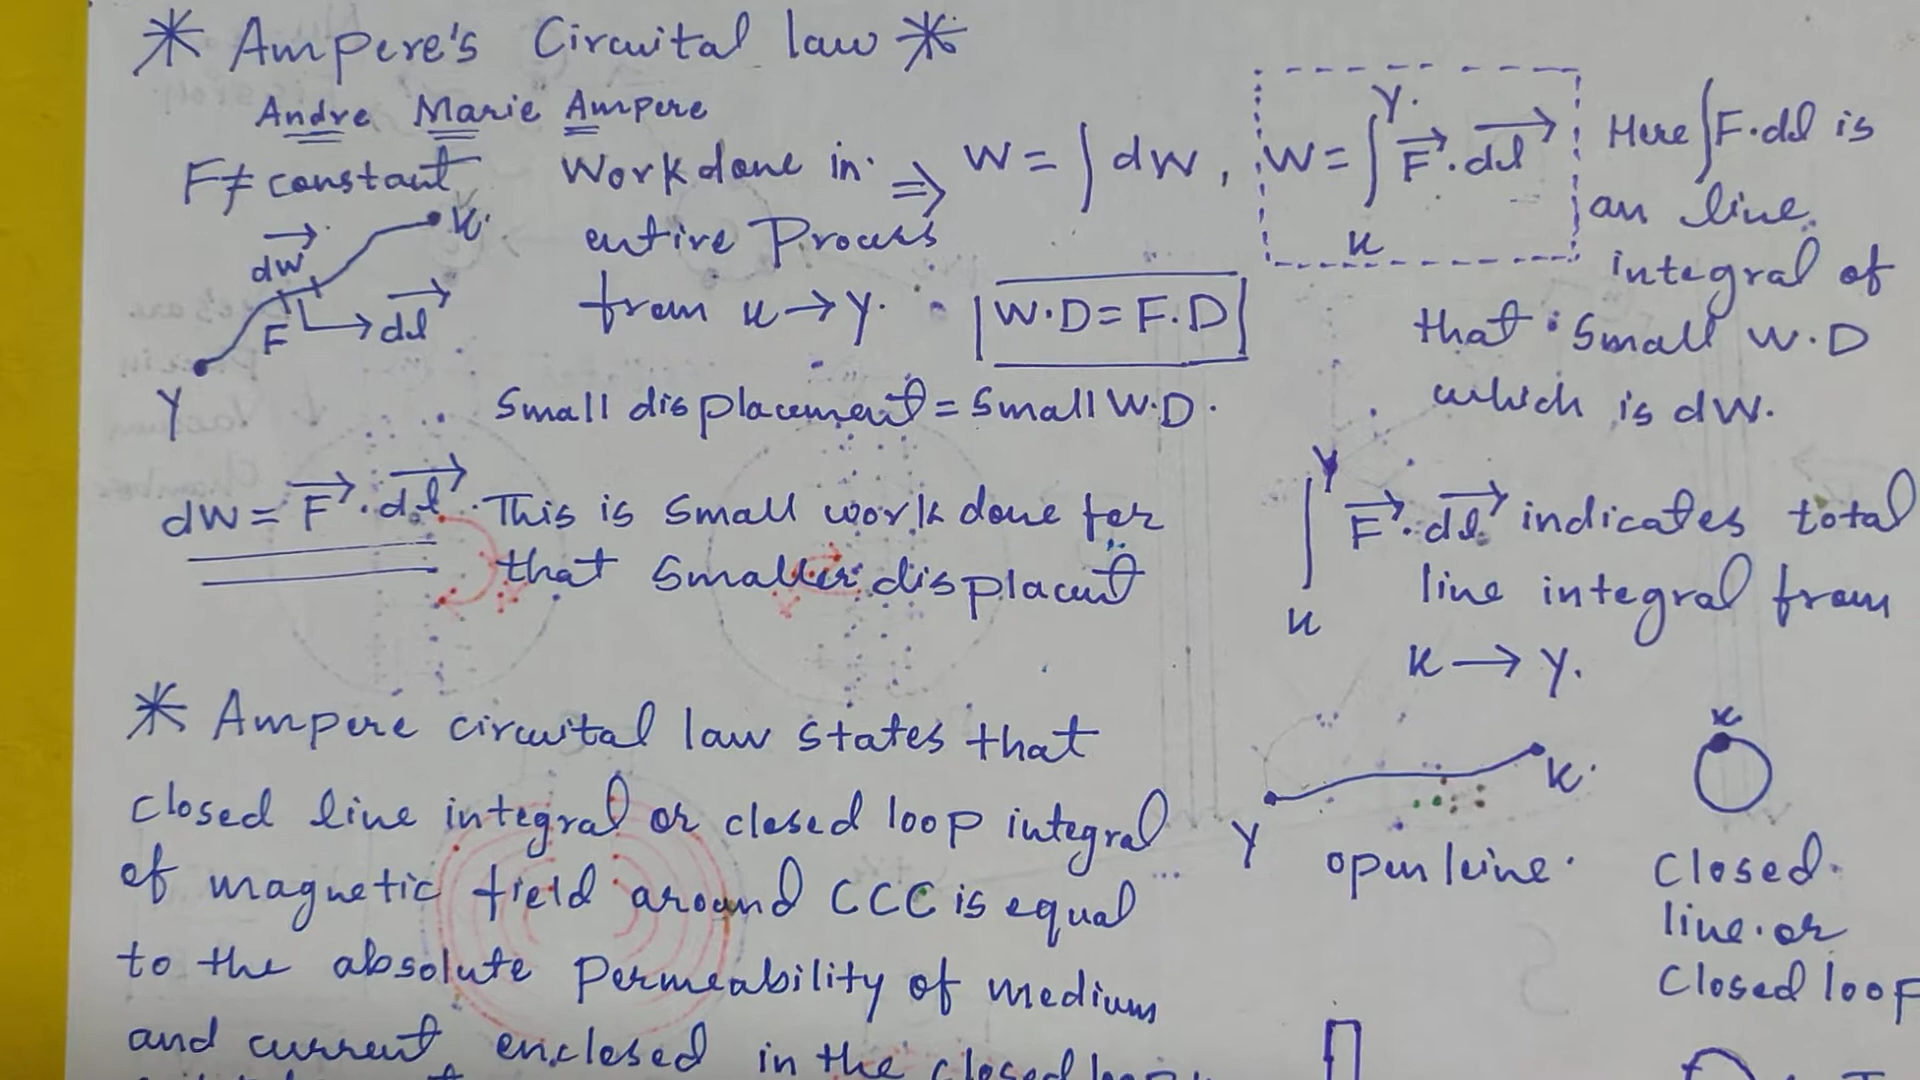 * Ampere's Circuital law *
Andre Marie Ampere
F ≠ constant
x
dw
F
dl
Y
Work done in
entire Process
from x → y.
⇒ W = ∫ dW, W = ∫ F . dl
Y
x
W.D = F.D
Here ∫ F.dl is
an line
integral of
that small W.D
which is dW.
Small displacement = Small W.D.
dW = F . dl . This is small work done for
that smaller displacent
Y
∫ F . dl indicates total
x
line integral from
x → y.
* Ampere circuital law states that
closed line integral or closed loop integral
of magnetic field around CCC is equal
to the absolute Permeability of medium
and current enclosed in the closed loop
x
Y
open line.
x
Closed
line or
Closed loop